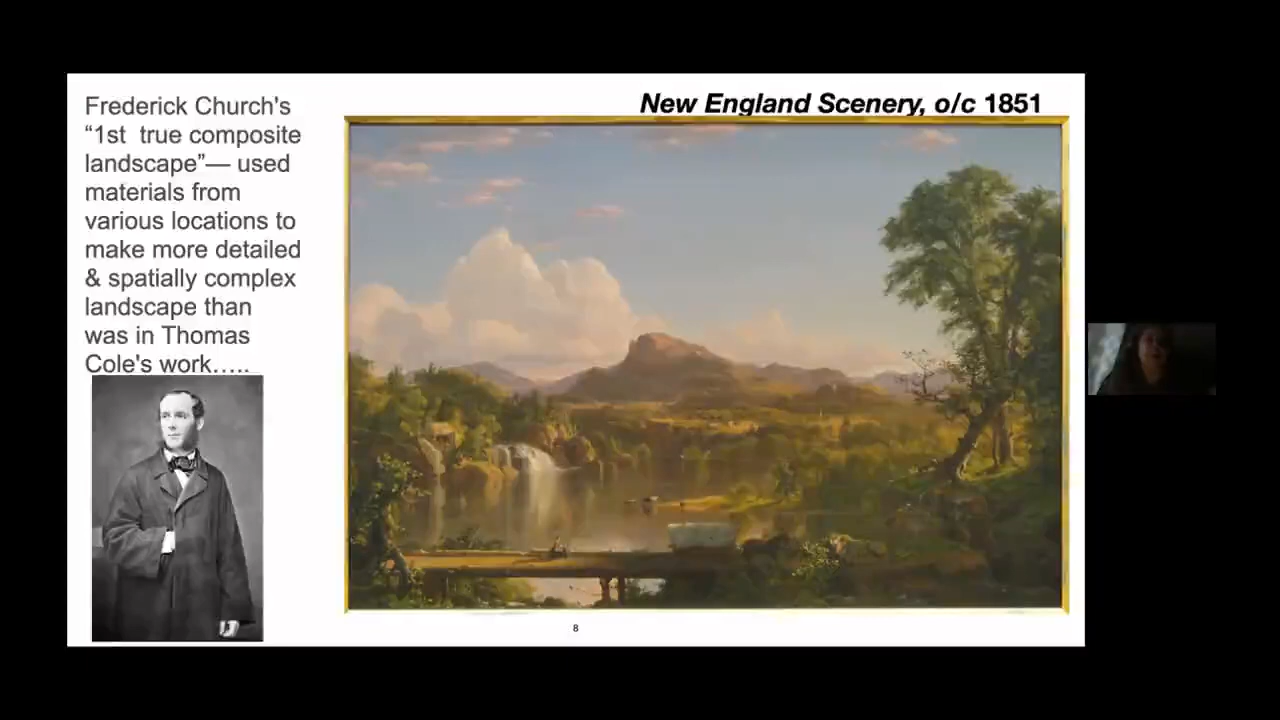 Frederick Church's
“1st  true composite
landscape”— used
materials from
various locations to
make more detailed
& spatially complex
landscape than
was in Thomas
Cole's work…..
New England Scenery, o/c 1851
8